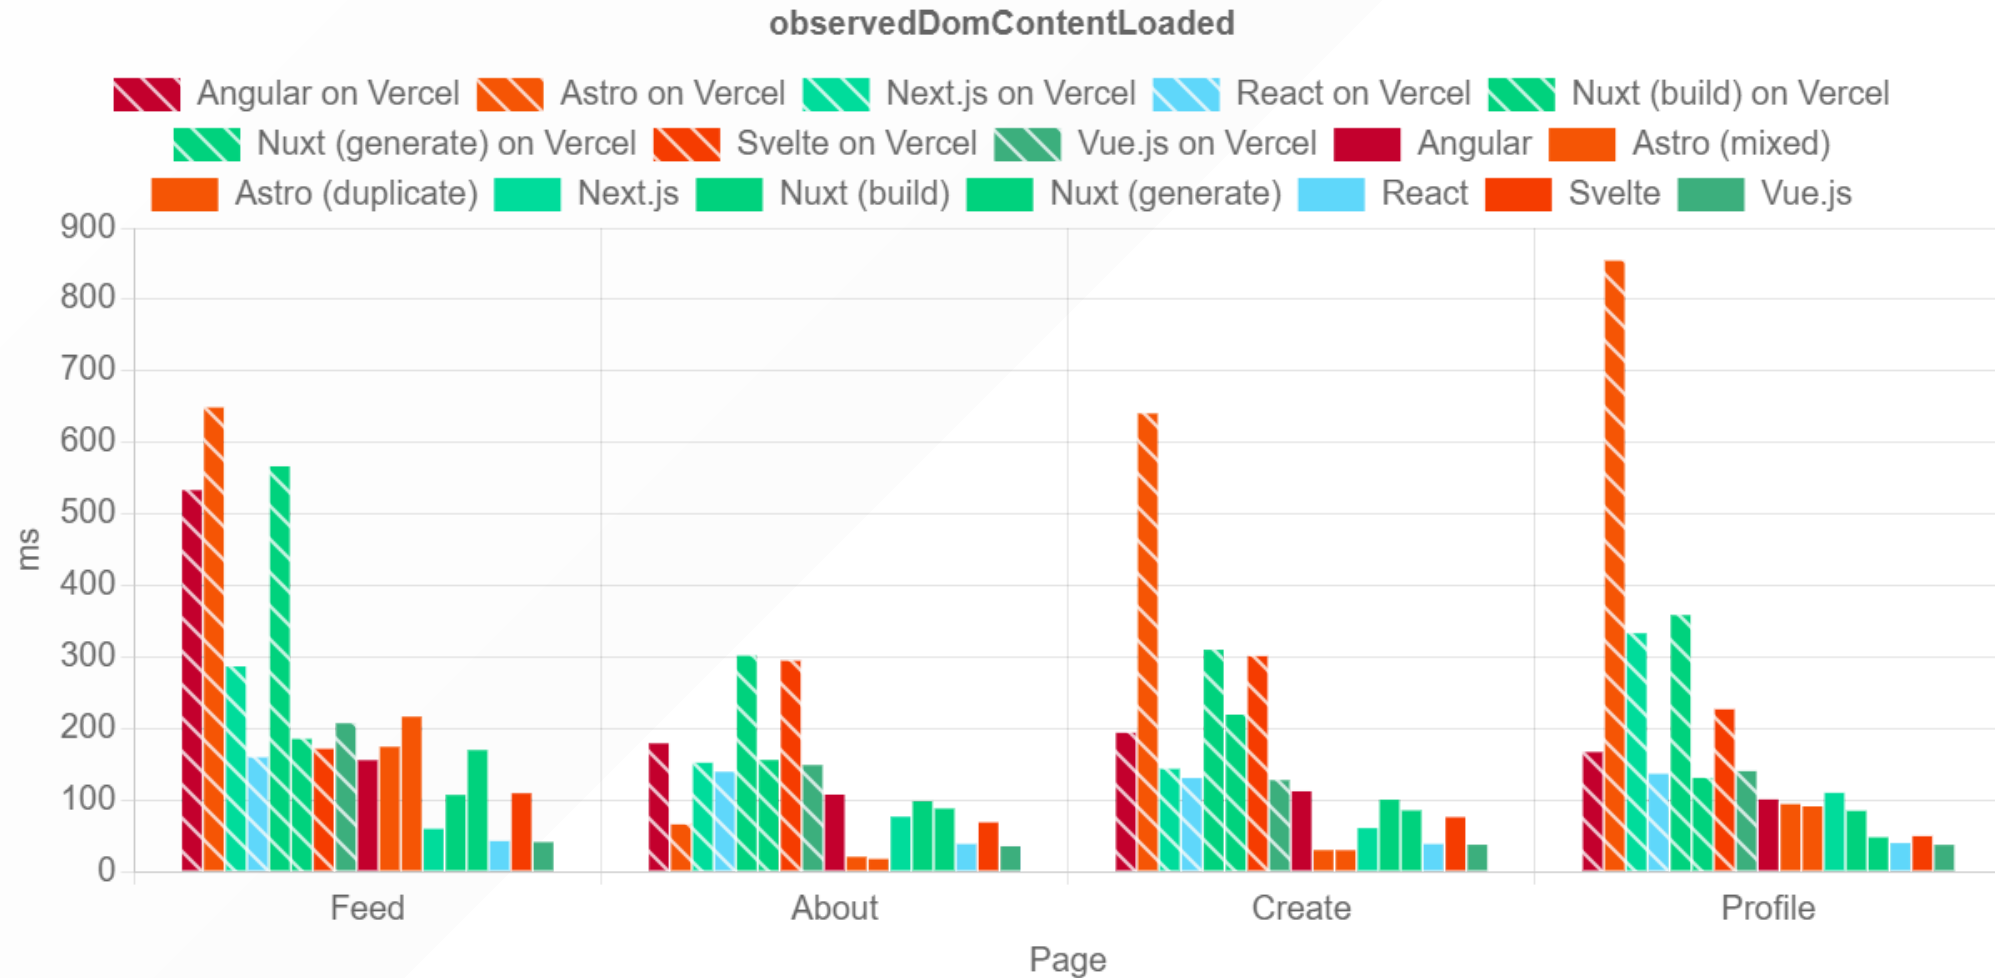 observedDomContentLoaded
Angular on Vercel Astro on Vercel Next.js on Vercel React on Vercel Nuxt (build) on Vercel
Nuxt (generate) on Vercel Svelte on Vercel Vue.js on Vercel Angular Astro (mixed)
Astro (duplicate) Next.js Nuxt (build) Nuxt (generate) React Svelte Vue.js
900
800
700
600
500
400
300
200
100
0
ms
Feed About Create Profile
Page